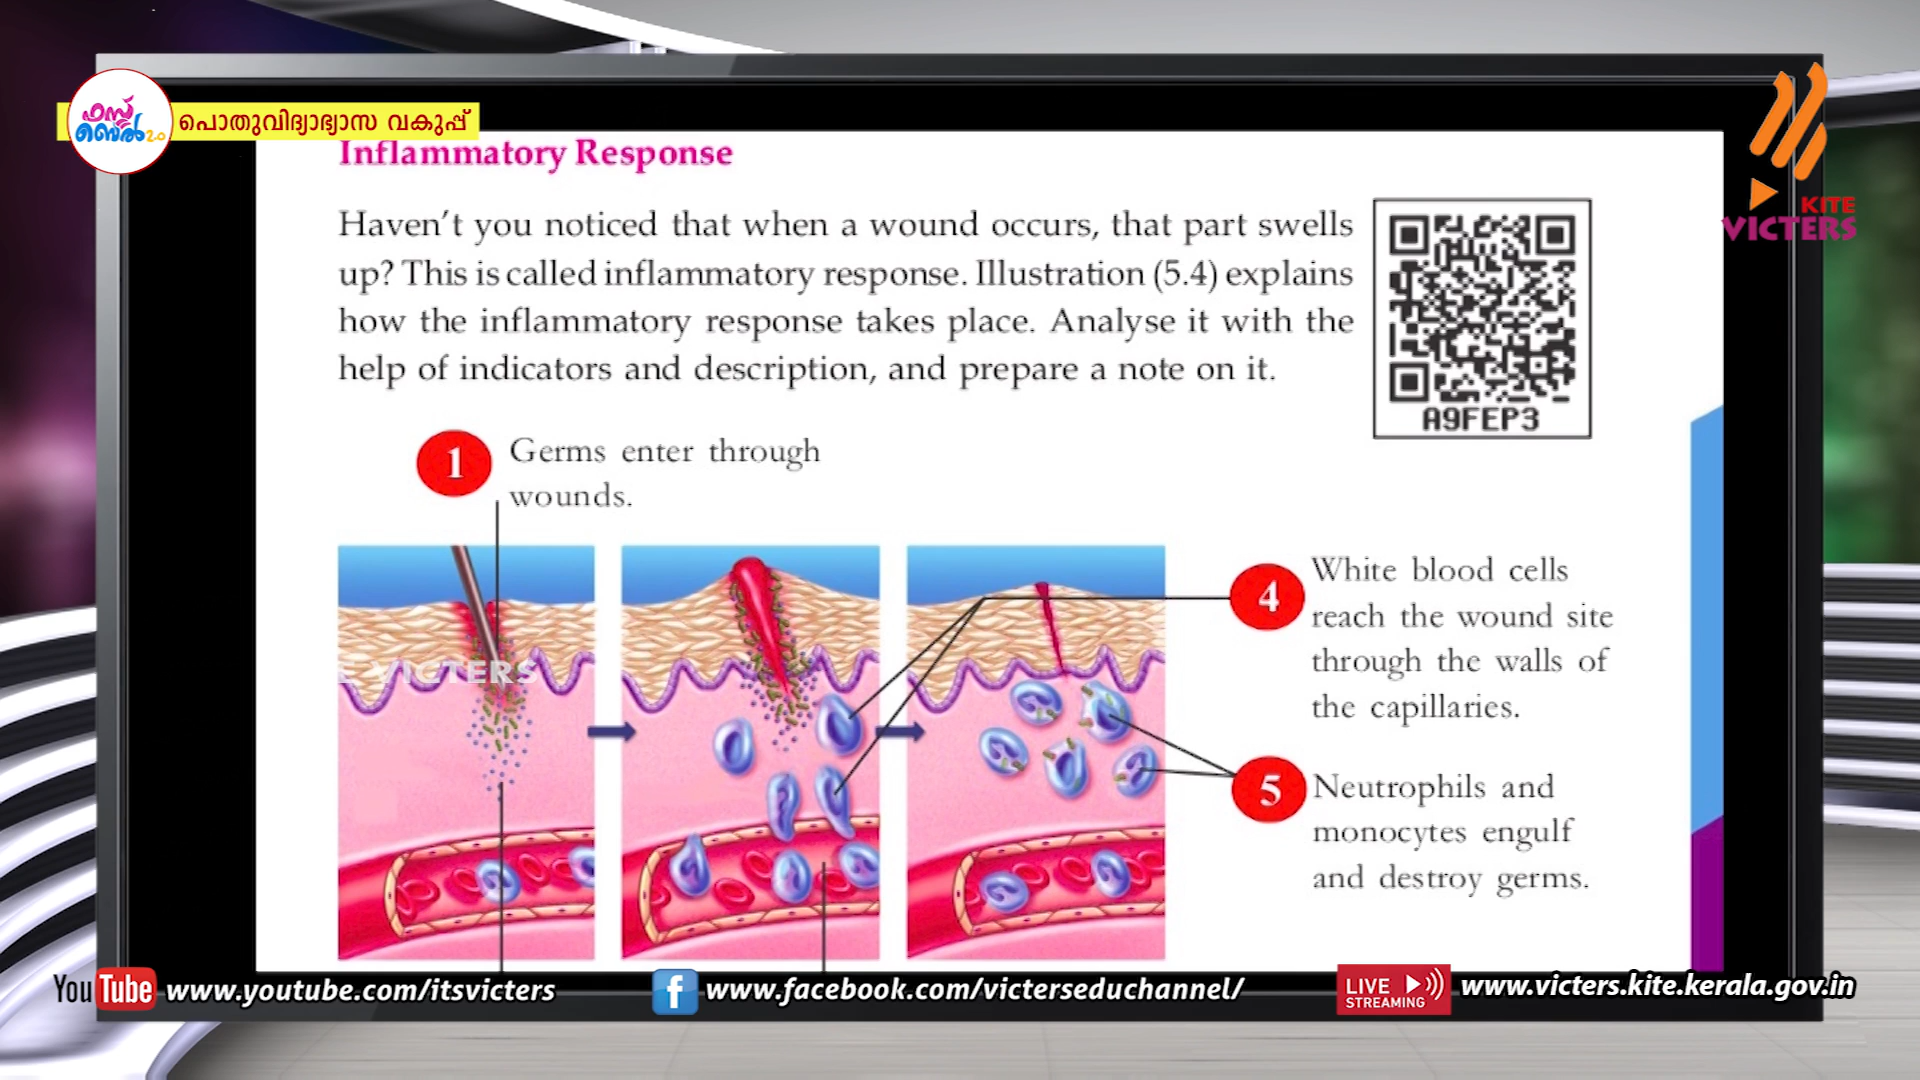 ഫസ്റ്റ്
ബെൽ 2.0
പൊതുവിദ്യാഭ്യാസ വകുപ്പ്
KITE
VICTERS
Inflammatory Response
Haven't you noticed that when a wound occurs, that part swells
up? This is called inflammatory response. Illustration (5.4) explains
how the inflammatory response takes place. Analyse it with the
help of indicators and description, and prepare a note on it.
A9FEP3
1 Germs enter through
wounds.
E VICTERS
4 White blood cells
reach the wound site
through the walls of
the capillaries.
5 Neutrophils and
monocytes engulf
and destroy germs.
YouTube www.youtube.com/itsvicters
f www.facebook.com/victerseduchannel/
LIVE
STREAMING
www.victers.kite.kerala.gov.in